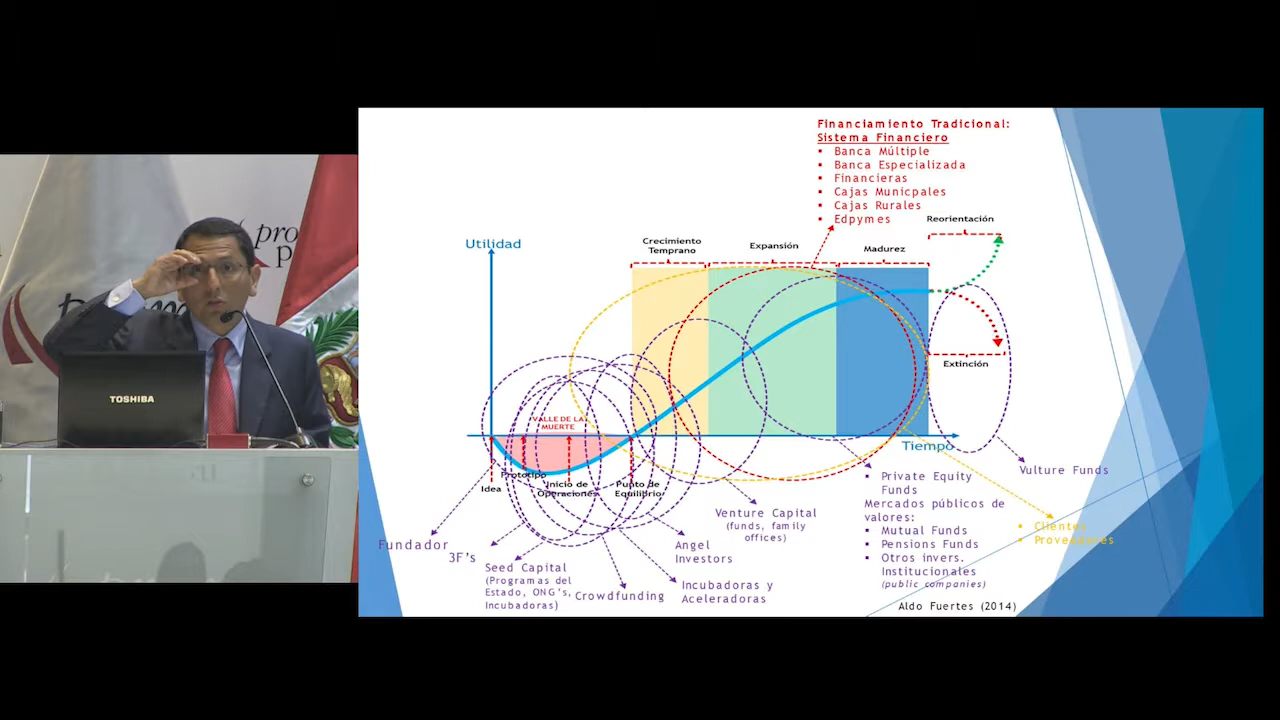 pro
p
TOSHIBA
Financiamiento Tradicional:
Sistema Financiero
▪ Banca Múltiple
▪ Banca Especializada
▪ Financieras
▪ Cajas Municpales
▪ Cajas Rurales
▪ Edpymes
Reorientación
Utilidad
Crecimiento
Temprano
Expansión
Madurez
Extinción
VALLE DE LA
MUERTE
Tiempo
Idea
Prototipo
Inicio de
Operaciones
Punto de
Equilibrio
Vulture Funds
▪ Private Equity
Funds
Mercados públicos de
valores:
▪ Mutual Funds
▪ Pensions Funds
▪ Otros invers.
Institucionales
(public companies)
▪ Clientes
▪ Proveedores
Venture Capital
(funds, family
offices)
Fundador
3F's
Seed Capital
(Programas del
Estado, ONG's,
Incubadoras)
Crowdfunding
Angel
Investors
Incubadoras y
Aceleradoras
Aldo Fuertes (2014)